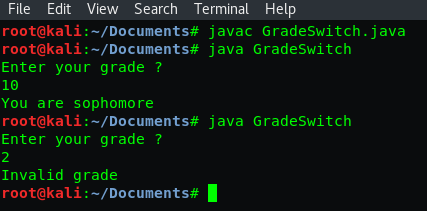 File Edit View Search Terminal Help
root@kali:~/Documents# javac GradeSwitch.java
root@kali:~/Documents# java GradeSwitch
Enter your grade ?
10
You are sophomore
root@kali:~/Documents# java GradeSwitch
Enter your grade ?
2
Invalid grade
root@kali:~/Documents#